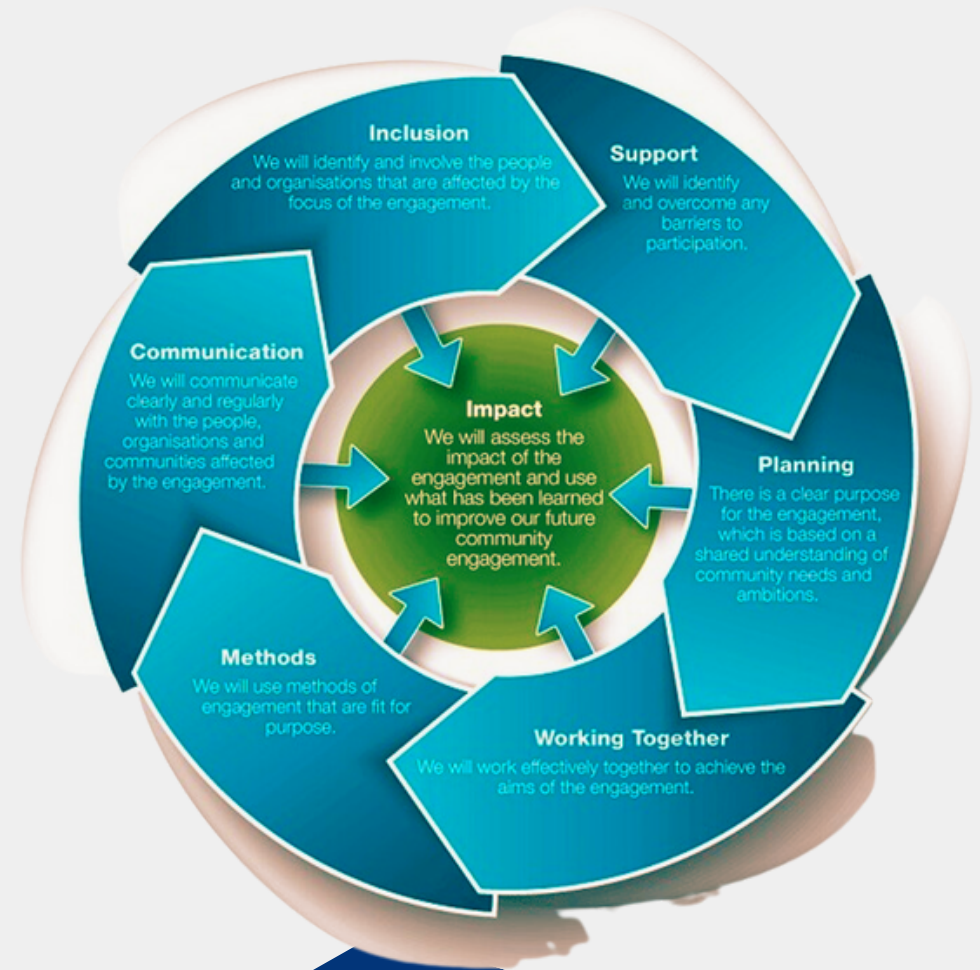 Inclusion
We will identify and involve the people
and organisations that are affected by the
focus of the engagement.
Support
We will identify
and overcome any
barriers to
participation.
Planning
There is a clear purpose
for the engagement,
which is based on a
shared understanding of
community needs and
ambitions.
Working Together
We will work effectively together to achieve the
aims of the engagement.
Methods
We will use methods of
engagement that are fit for
purpose.
Communication
We will communicate
clearly and regularly
with the people,
organisations and
communities affected
by the engagement.
Impact
We will assess the
impact of the
engagement and use
what has been learned
to improve our future
community
engagement.